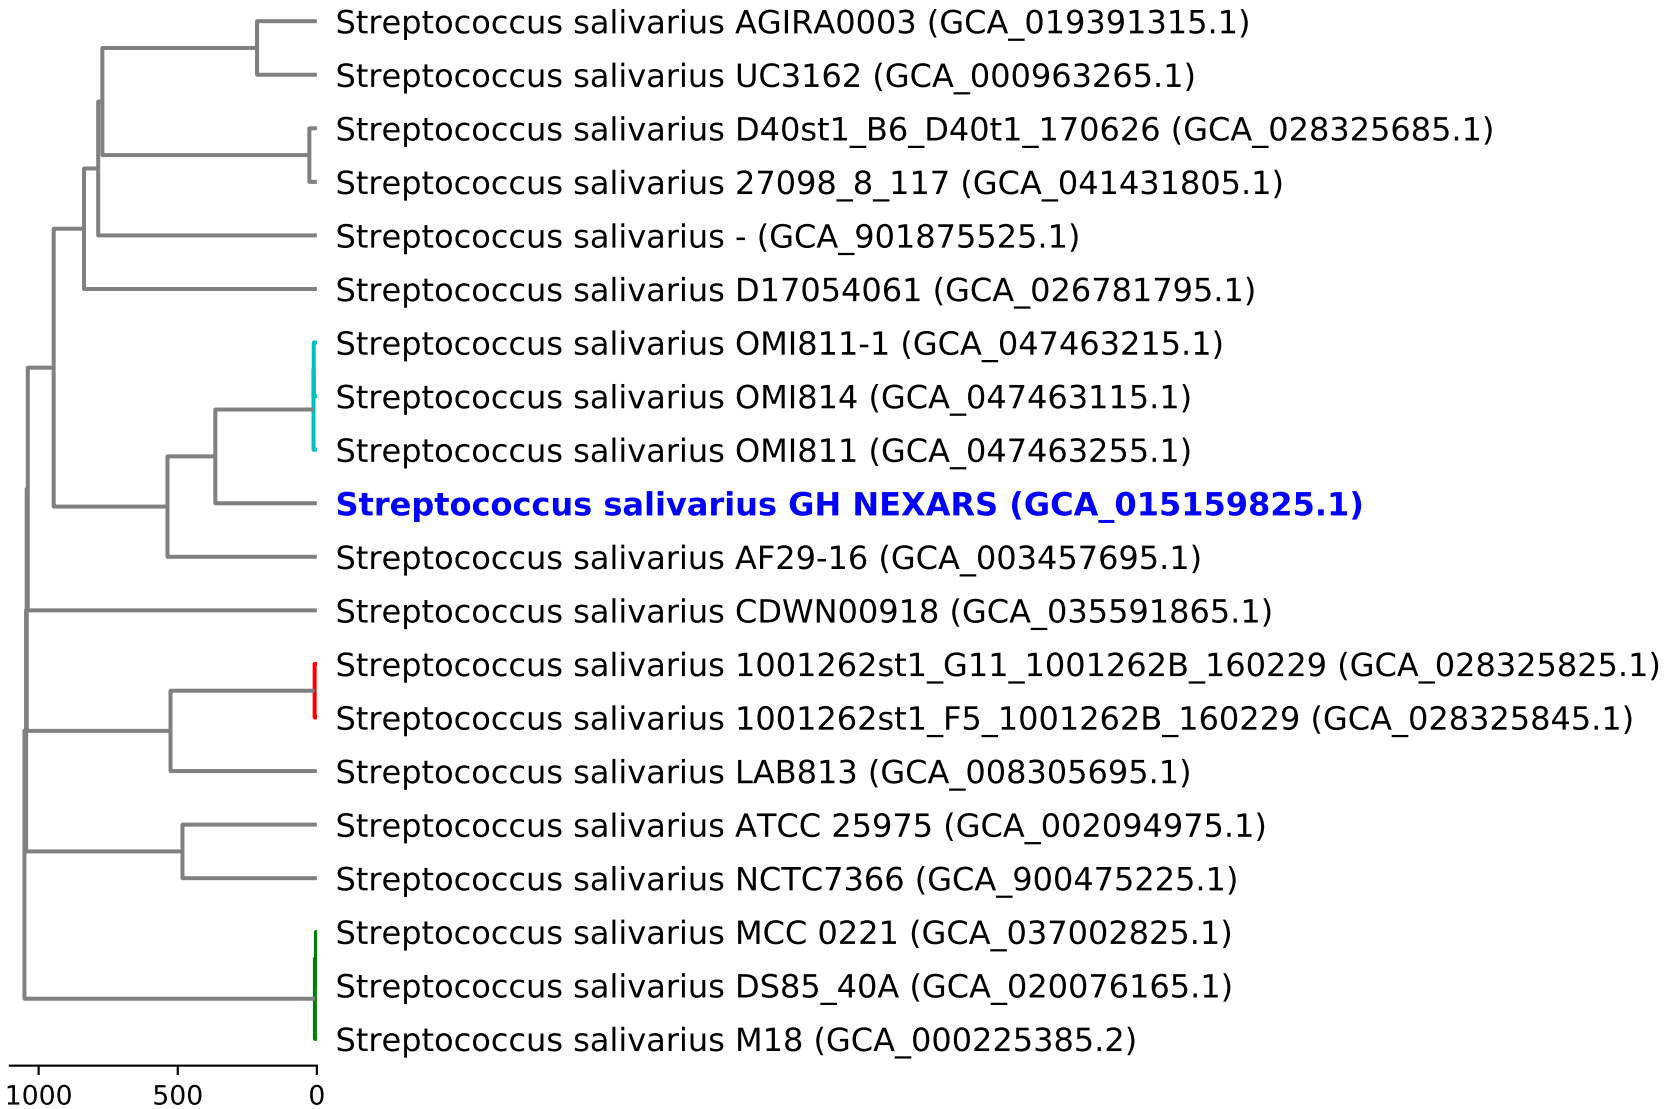 Streptococcus salivarius AGIRA0003 (GCA_019391315.1)
Streptococcus salivarius UC3162 (GCA_000963265.1)
Streptococcus salivarius D40st1_B6_D40t1_170626 (GCA_028325685.1)
Streptococcus salivarius 27098_8_117 (GCA_041431805.1)
Streptococcus salivarius - (GCA_901875525.1)
Streptococcus salivarius D17054061 (GCA_026781795.1)
Streptococcus salivarius OMI811-1 (GCA_047463215.1)
Streptococcus salivarius OMI814 (GCA_047463115.1)
Streptococcus salivarius OMI811 (GCA_047463255.1)
Streptococcus salivarius GH NEXARS (GCA_015159825.1)
Streptococcus salivarius AF29-16 (GCA_003457695.1)
Streptococcus salivarius CDWN00918 (GCA_035591865.1)
Streptococcus salivarius 1001262st1_G11_1001262B_160229 (GCA_028325825.1)
Streptococcus salivarius 1001262st1_F5_1001262B_160229 (GCA_028325845.1)
Streptococcus salivarius LAB813 (GCA_008305695.1)
Streptococcus salivarius ATCC 25975 (GCA_002094975.1)
Streptococcus salivarius NCTC7366 (GCA_900475225.1)
Streptococcus salivarius MCC 0221 (GCA_037002825.1)
Streptococcus salivarius DS85_40A (GCA_020076165.1)
Streptococcus salivarius M18 (GCA_000225385.2)
1000 500 0